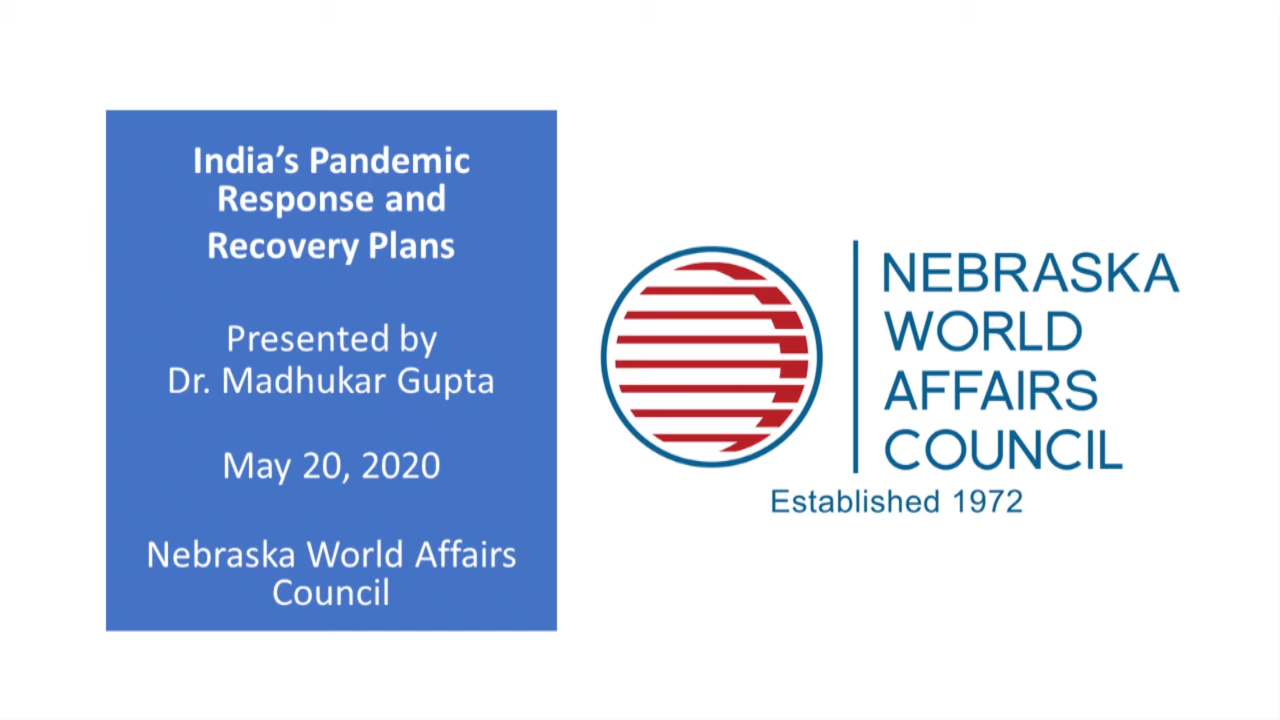 India’s Pandemic
Response and
Recovery Plans
Presented by
Dr. Madhukar Gupta
May 20, 2020
Nebraska World Affairs
Council
NEBRASKA
WORLD
AFFAIRS
COUNCIL
Established 1972